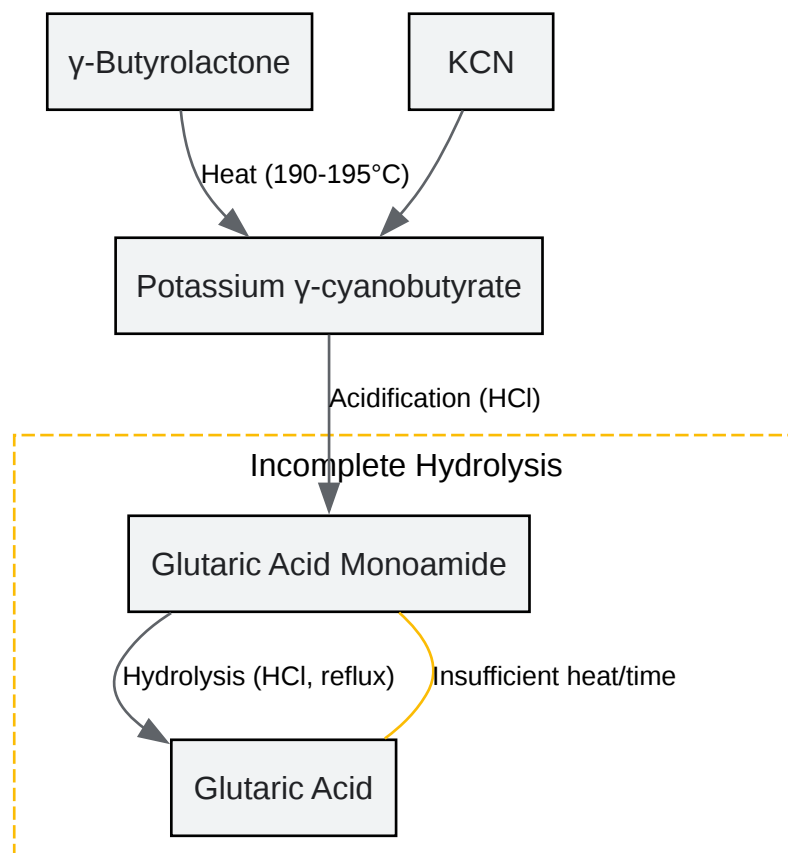 γ-Butyrolactone
KCN
Heat (190-195°C)
Potassium γ-cyanobutyrate
Acidification (HCl)
Incomplete Hydrolysis
Glutaric Acid Monoamide
Hydrolysis (HCl, reflux)
Insufficient heat/time
Glutaric Acid